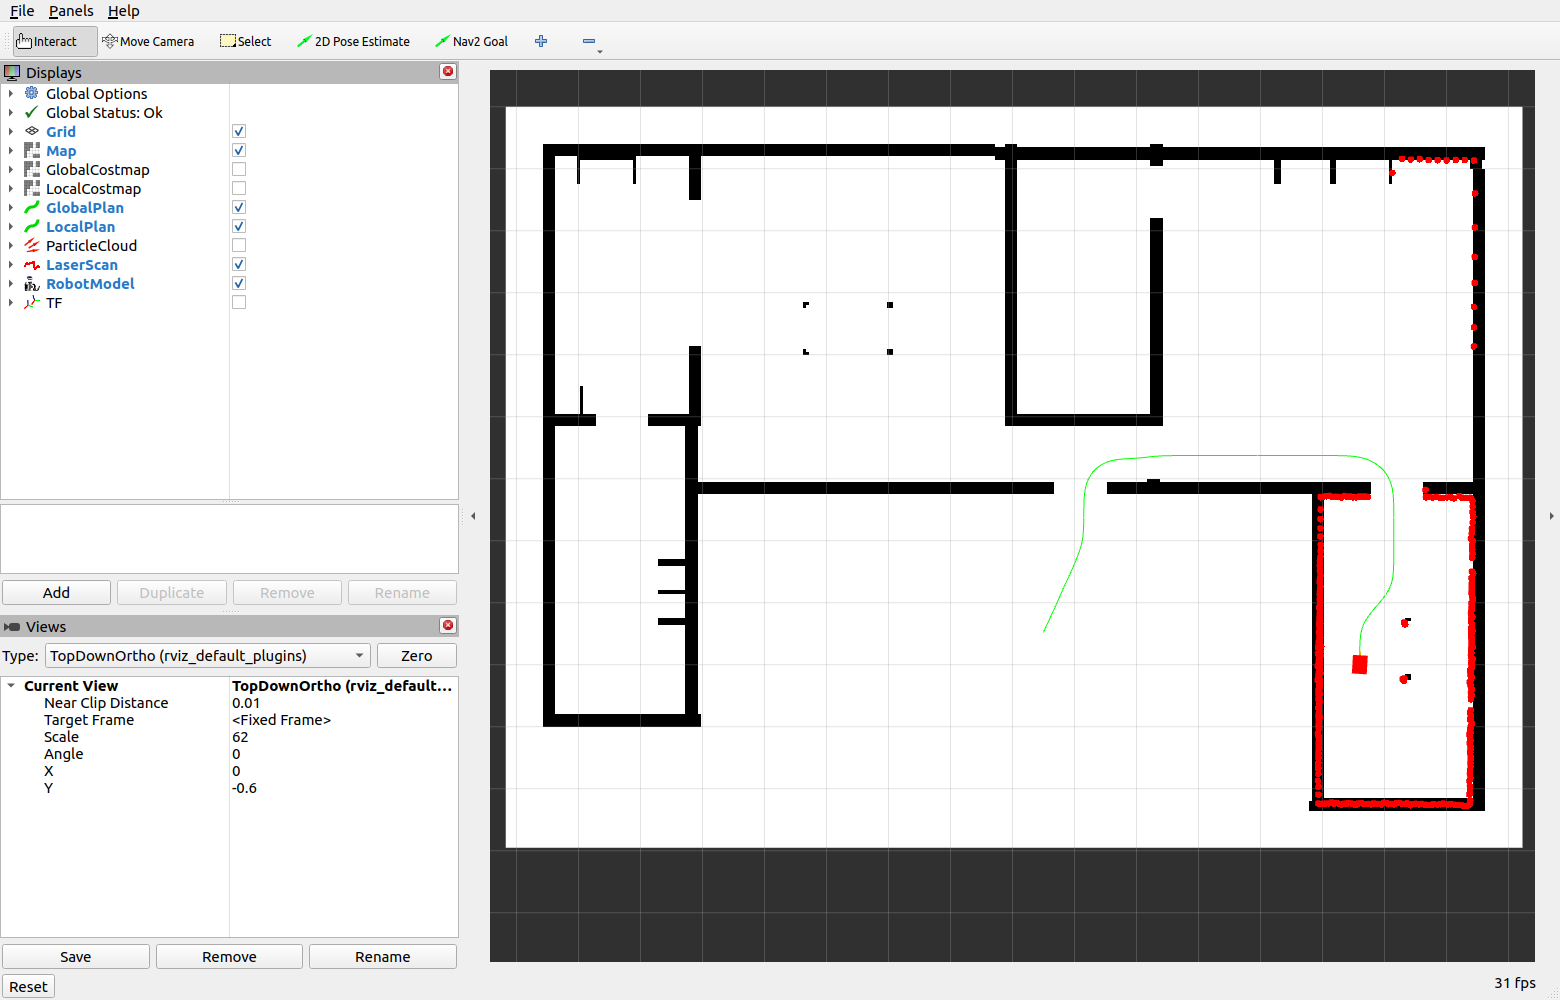 File Panels Help
Interact Move Camera Select 2D Pose Estimate Nav2 Goal
Displays
Global Options
Global Status: Ok
Grid
Map
GlobalCostmap
LocalCostmap
GlobalPlan
LocalPlan
ParticleCloud
LaserScan
RobotModel
TF
Add Duplicate Remove Rename
Views
Type: TopDownOrtho (rviz_default_plugins) Zero
Current View TopDownOrtho (rviz_default...
Near Clip Distance 0.01
Target Frame <Fixed Frame>
Scale 62
Angle 0
X 0
Y -0.6
Save Remove Rename
Reset
31 fps